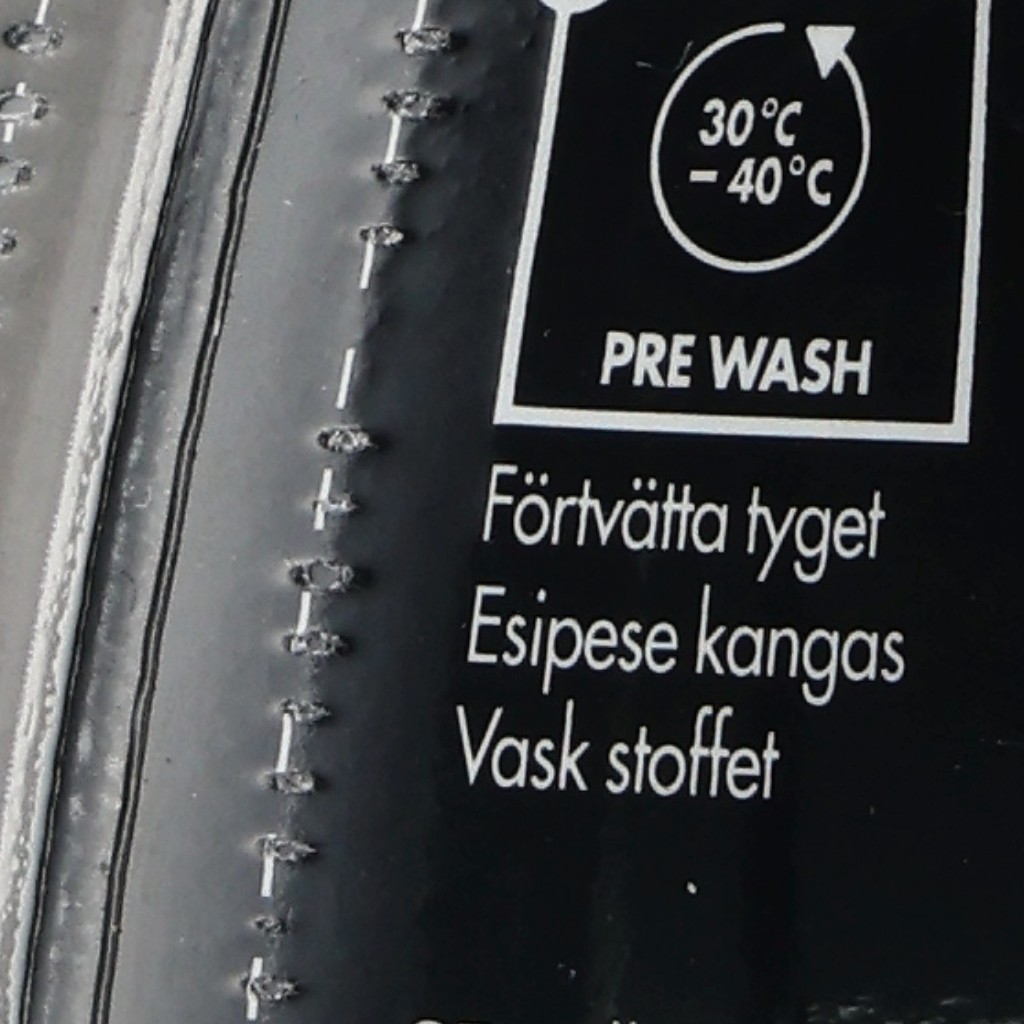 30°C
– 40°C
PRE WASH
Förtvätta tyget
Esipese kangas
Vask stoffet